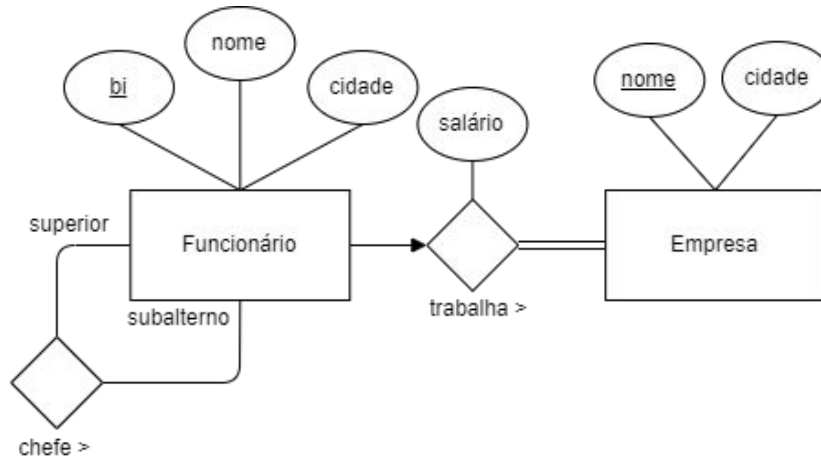 nome
bi
cidade
nome
cidade
salário
superior
Funcionário
Empresa
subalterno
trabalha >
chefe >